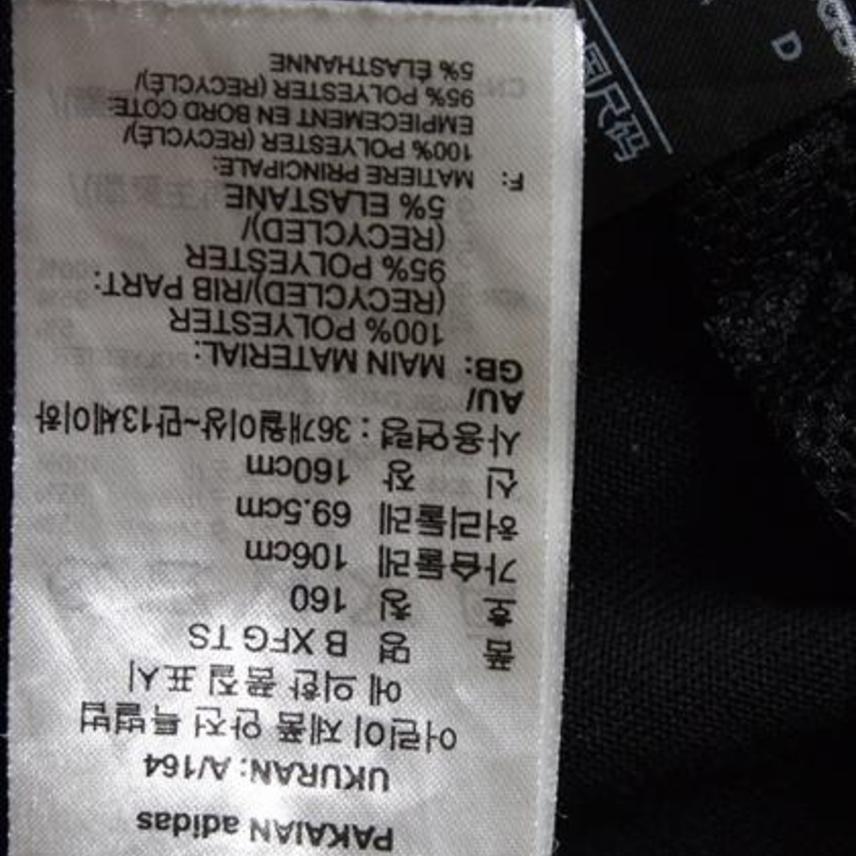 PAKAIAN adidas
UKURAN: A/164
어린이제품 안전 특별법
에 의한 품질표시
품 명 B XFG TS
호 칭 160
가슴둘레 106cm
허리둘레 69.5cm
신 장 160cm
사용연령 : 36개월이상~만13세이하
AU/
GB: MAIN MATERIAL:
100% POLYESTER
(RECYCLED)/RIB PART:
95% POLYESTER
(RECYCLED)/
5% ELASTANE
F: MATIERE PRINCIPALE:
100% POLYESTER (RECYCLÉ)/
EMPIECEMENT EN BORD COTE
95% POLYESTER (RECYCLÉ)/
5% ÉLASTHANNE
国尺码
D